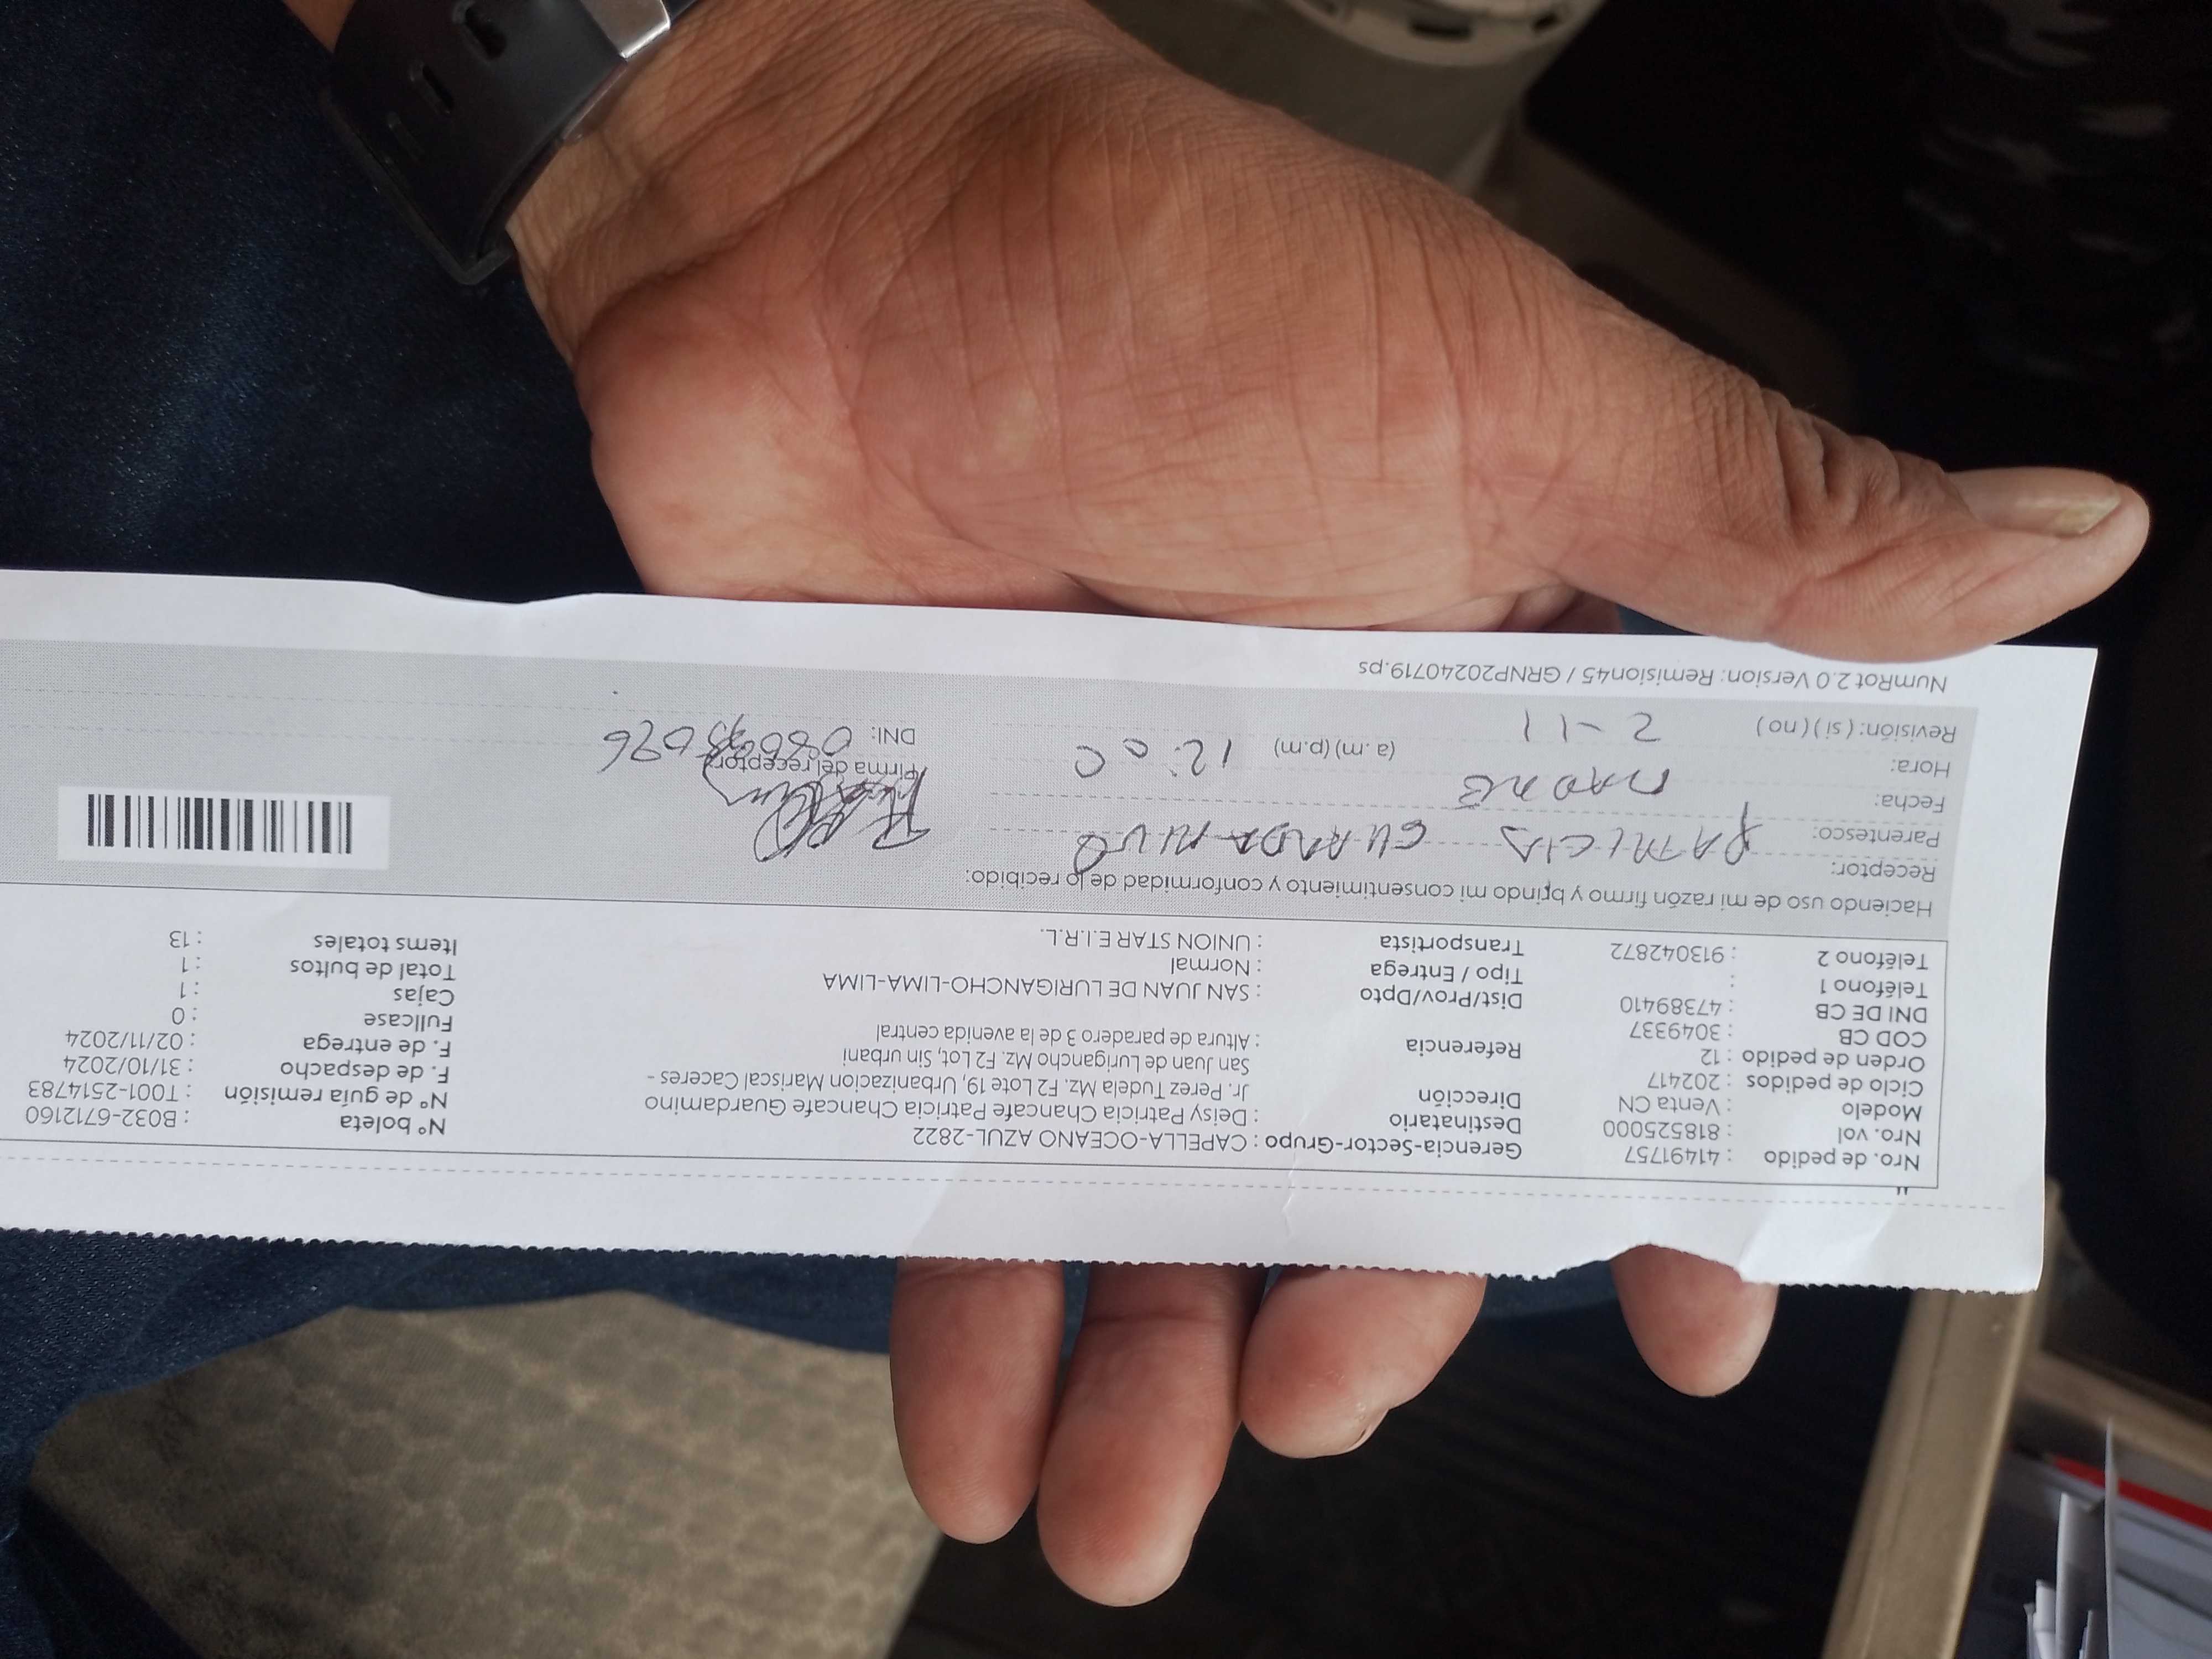 Nro. de pedido : 41491757 Gerencia-Sector-Grupo : CAPELLA-OCEANO AZUL-2822 N° boleta : B032-6712160
Nro. vol : 818525000 Destinatario : Deisy Patricia Chancafe Patricia Chancafe Guardamino N° de guía remisión : T001-2514783
Modelo : Venta CN Dirección Jr. Perez Tudela Mz. F2 Lote 19, Urbanizacion Mariscal Caceres - F. de despacho : 31/10/2024
Ciclo de pedidos : 202417 San Juan de Lurigancho Mz. F2 Lot, Sin urbani F. de entrega : 02/11/2024
Orden de pedido : 12 Referencia : Altura de paradero 3 de la avenida central Fullcase : 0
COD CB : 3049337 Cajas : 1
DNI DE CB : 47389410 Dist/Prov/Dpto : SAN JUAN DE LURIGANCHO-LIMA-LIMA Total de bultos : 1
Teléfono 1 : Tipo / Entrega : Normal Items totales : 13
Teléfono 2 : 913042872 Transportista : UNION STAR E.I.R.L.
Haciendo uso de mi razón firmo y brindo mi consentimiento y conformidad de lo recibido:
Receptor: PATRICIA
Parentesco:
Fecha: MADRE
Hora: (a. m) (p.m) 12:00 Firma del receptor
Revisión: ( si ) ( no ) 2-11 DNI:
NumRot 2.0 Version: Remision45 / GRNP20240719.ps